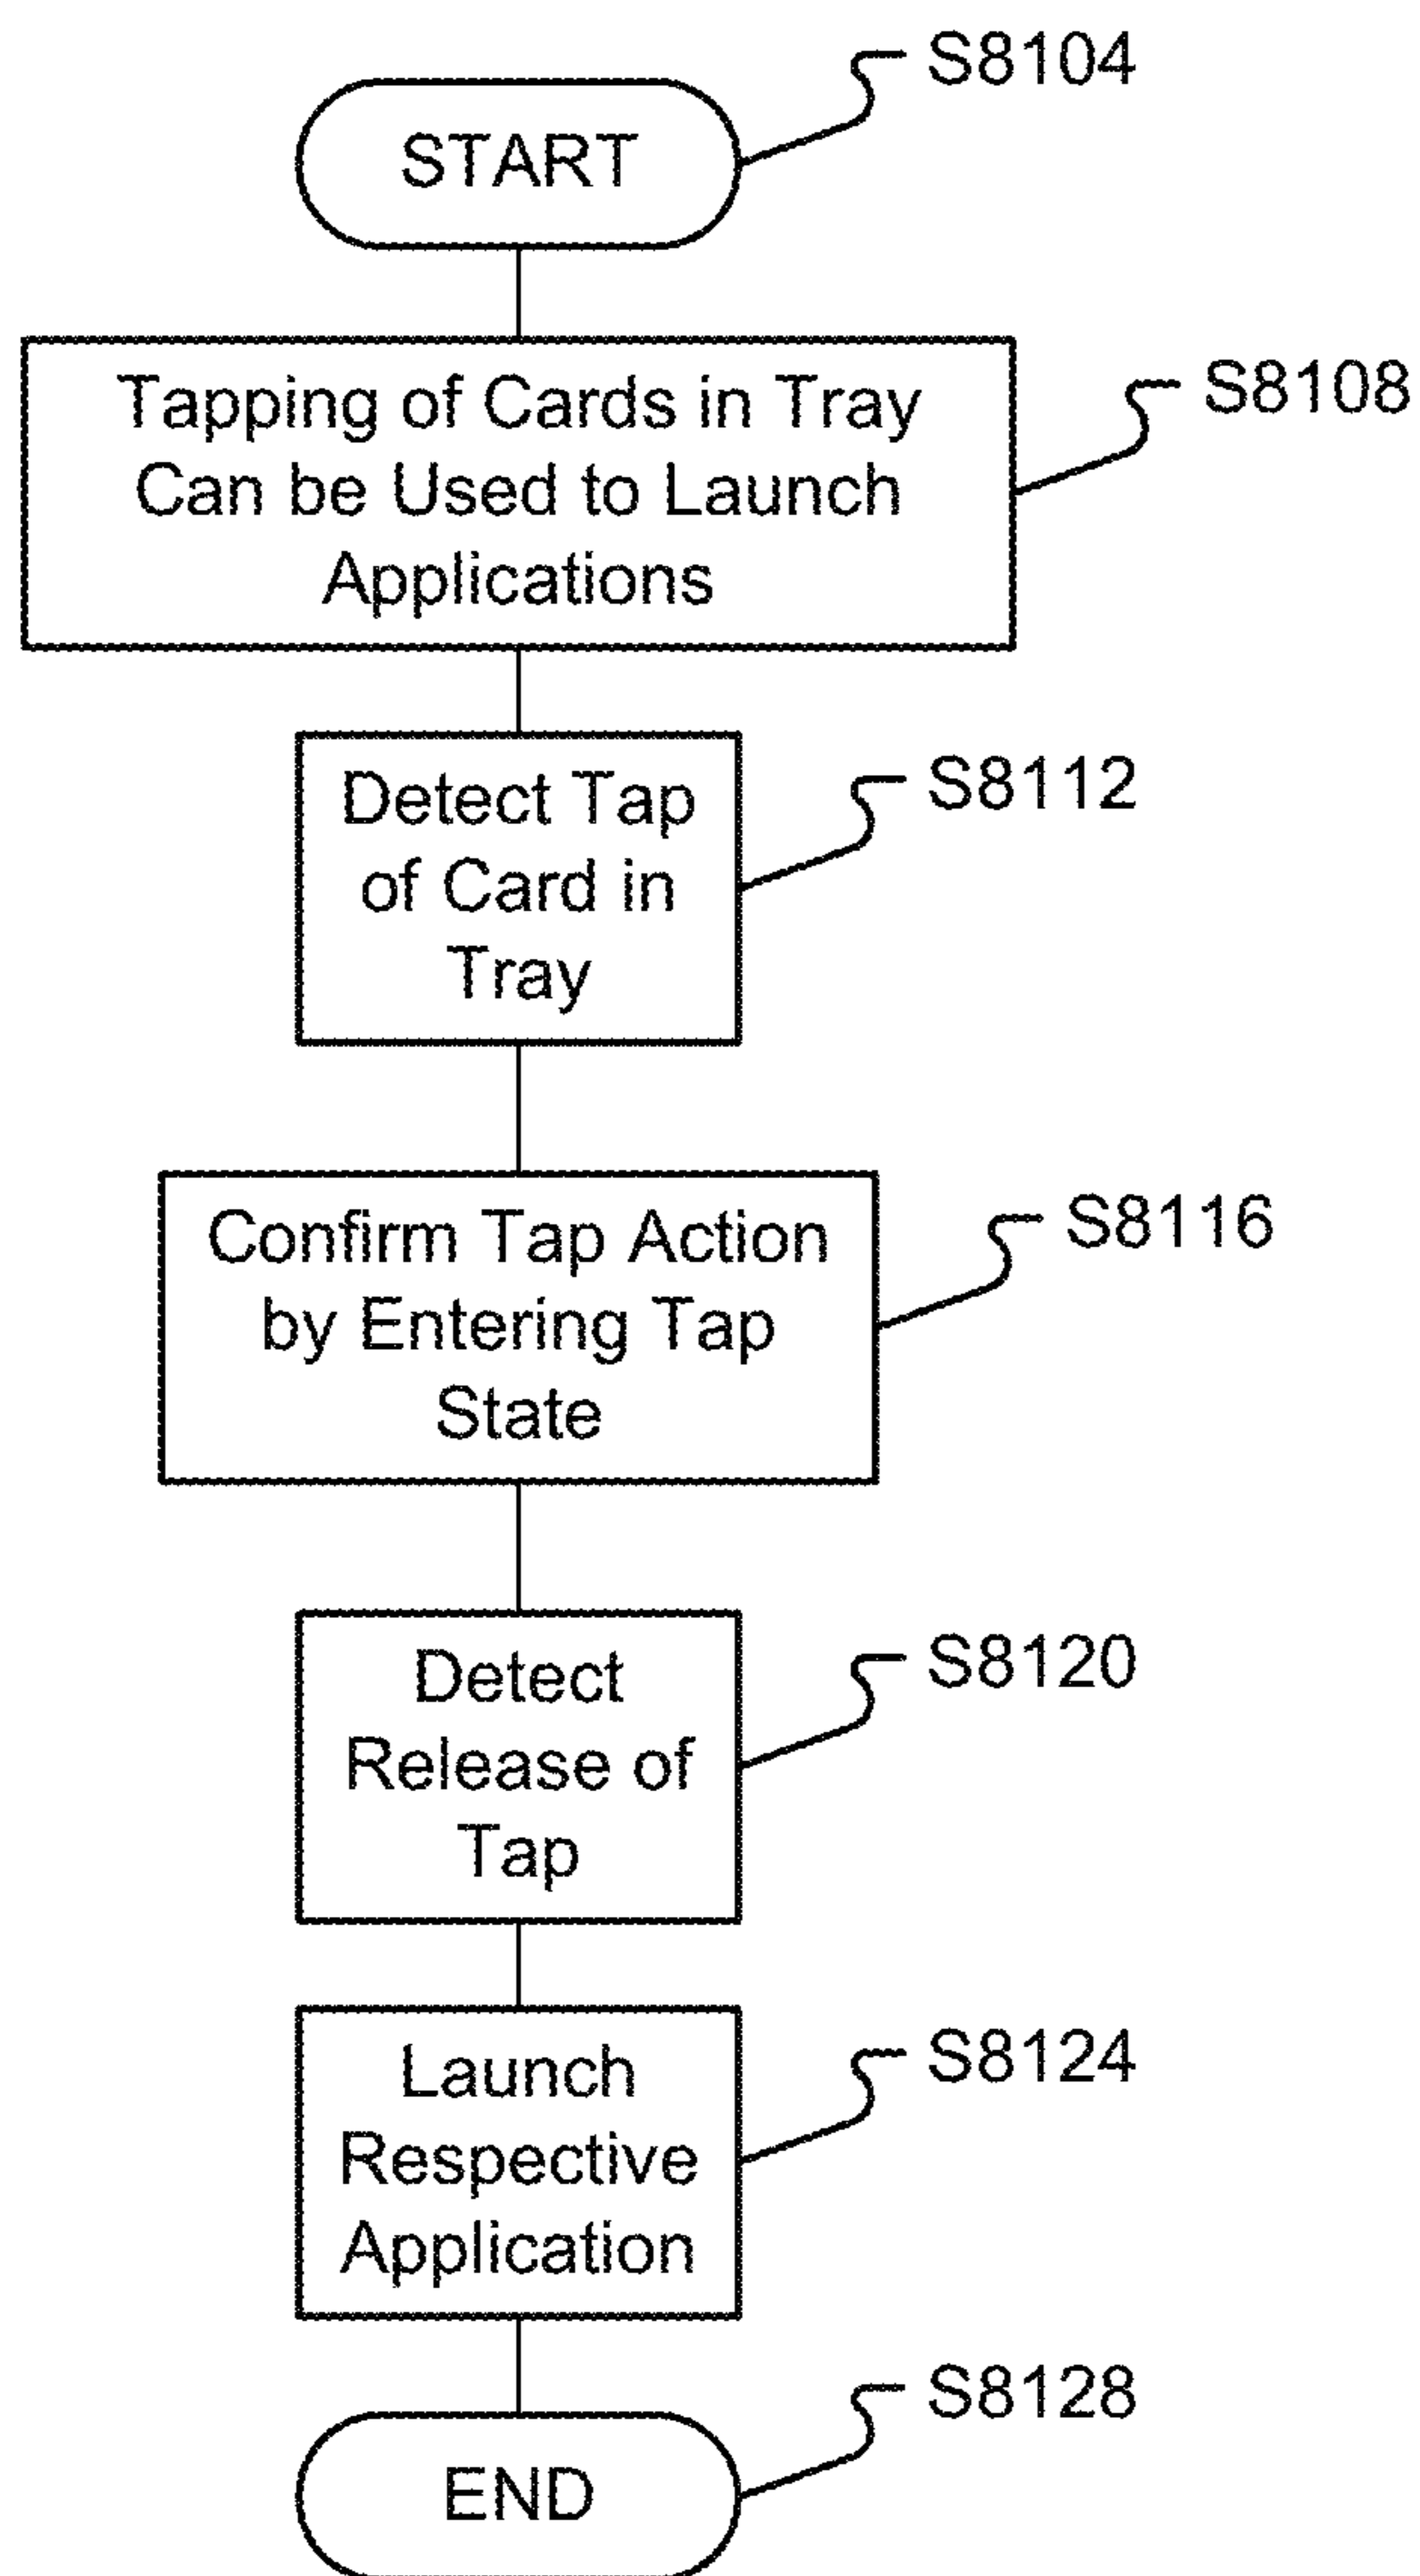 S8104
START
S8108
Tapping of Cards in Tray
Can be Used to Launch
Applications
S8112
Detect Tap
of Card in
Tray
S8116
Confirm Tap Action
by Entering Tap
State
S8120
Detect
Release of
Tap
S8124
Launch
Respective
Application
S8128
END